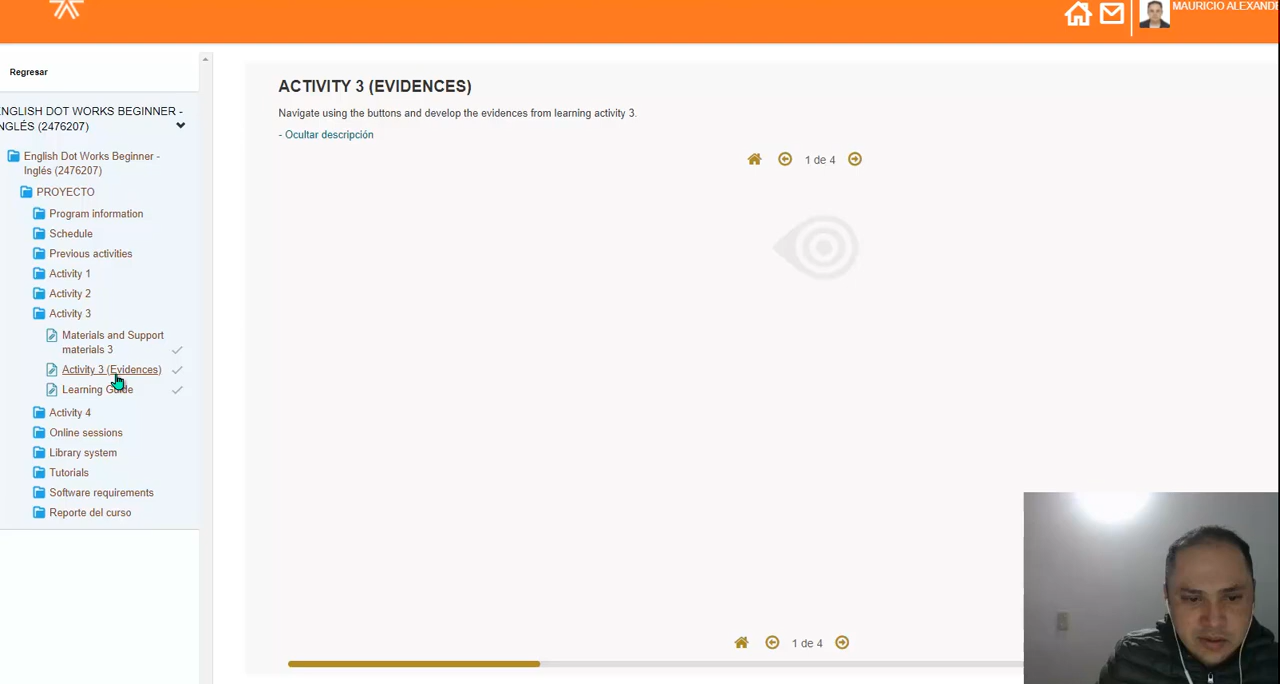 MAURICIO ALEXAND
Regresar
ENGLISH DOT WORKS BEGINNER -
NGLÉS (2476207)
English Dot Works Beginner -
Inglés (2476207)
PROYECTO
Program information
Schedule
Previous activities
Activity 1
Activity 2
Activity 3
Materials and Support
materials 3
Activity 3 (Evidences)
Learning Guide
Activity 4
Online sessions
Library system
Tutorials
Software requirements
Reporte del curso
ACTIVITY 3 (EVIDENCES)
Navigate using the buttons and develop the evidences from learning activity 3.
- Ocultar descripción
1 de 4
1 de 4